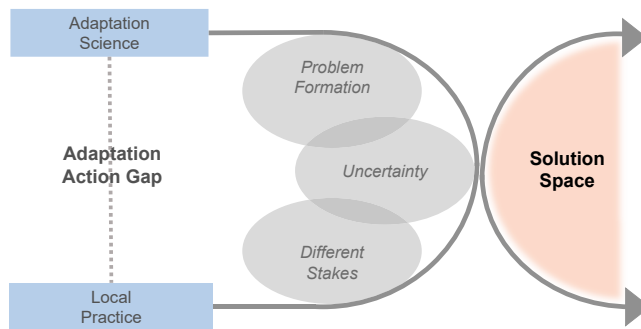 Adaptation
Science
Problem
Formation
Adaptation
Action Gap
Uncertainty
Solution
Space
Different
Stakes
Local
Practice